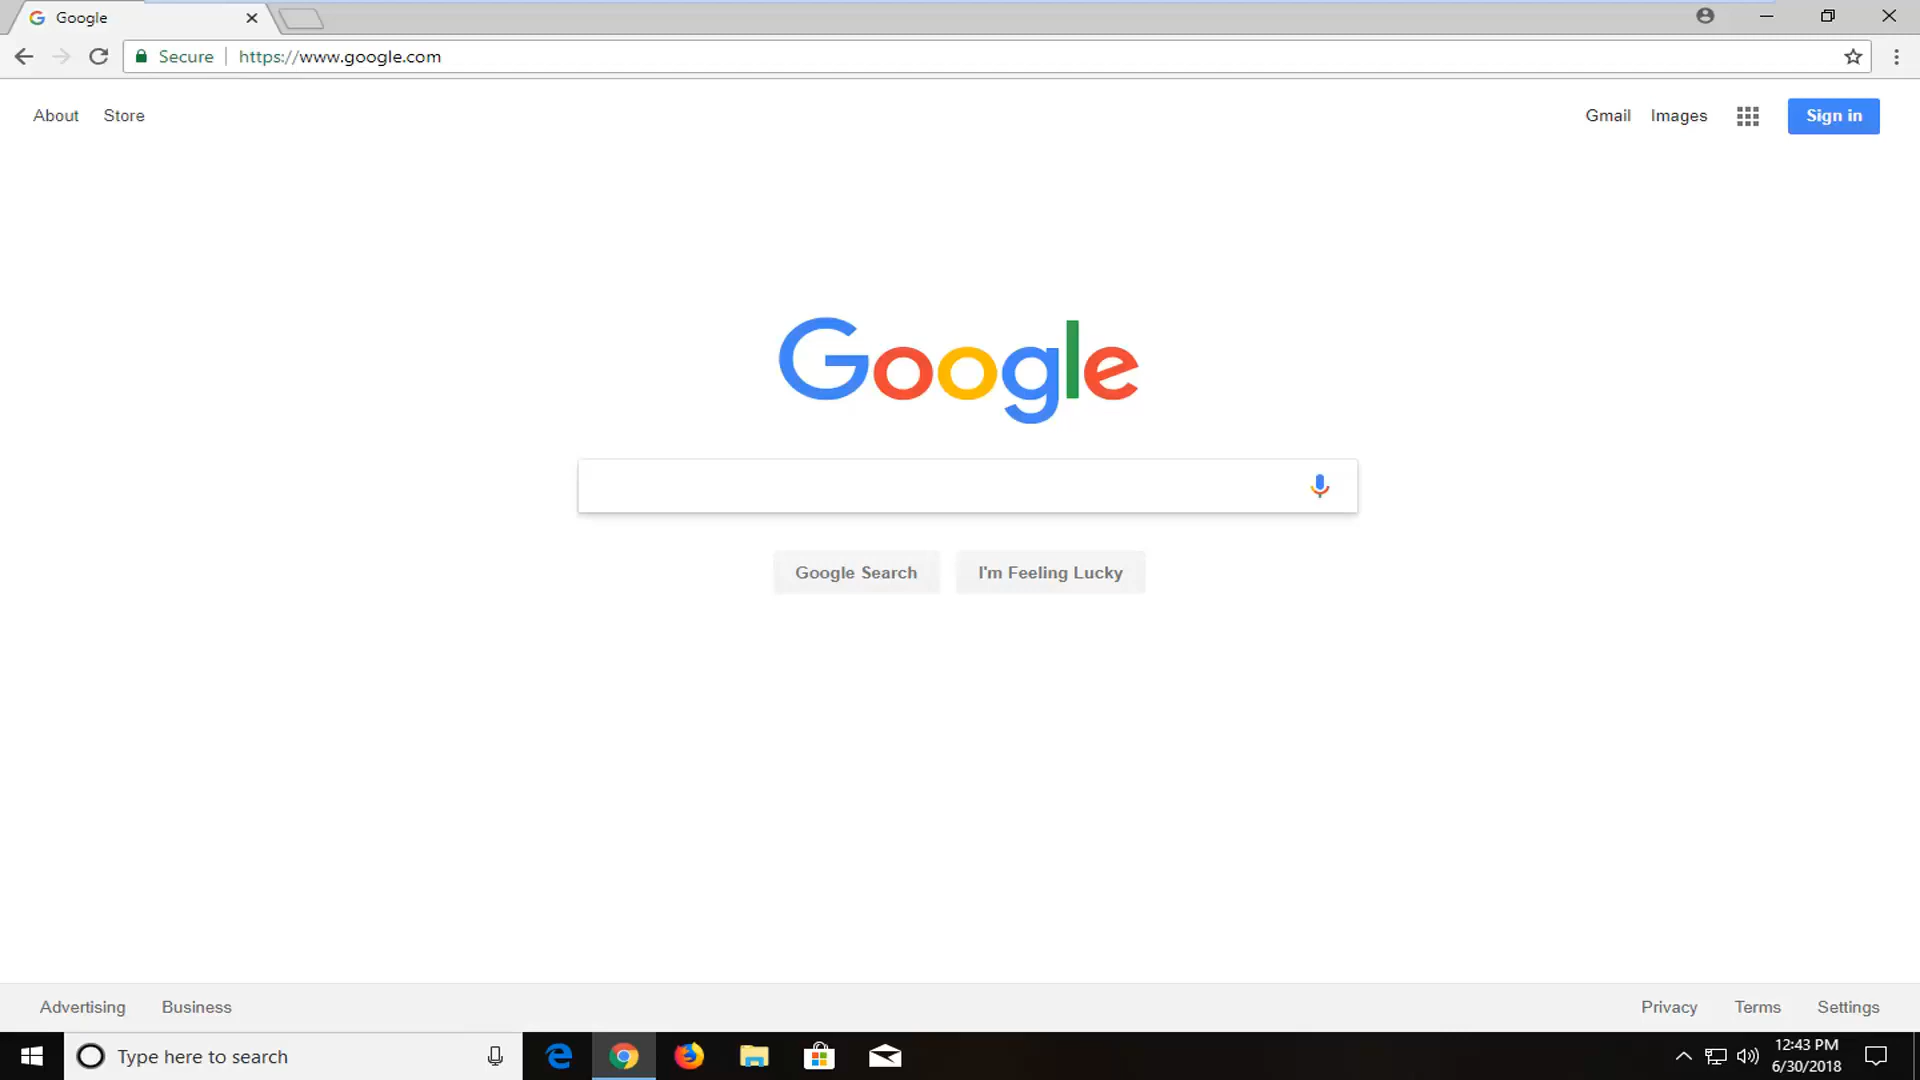 Google
Secure
https://www.google.com
About
Store
Gmail
Images
Sign in
Google
Google Search
I'm Feeling Lucky
Advertising
Business
Privacy
Terms
Settings
Type here to search
12:43 PM
6/30/2018